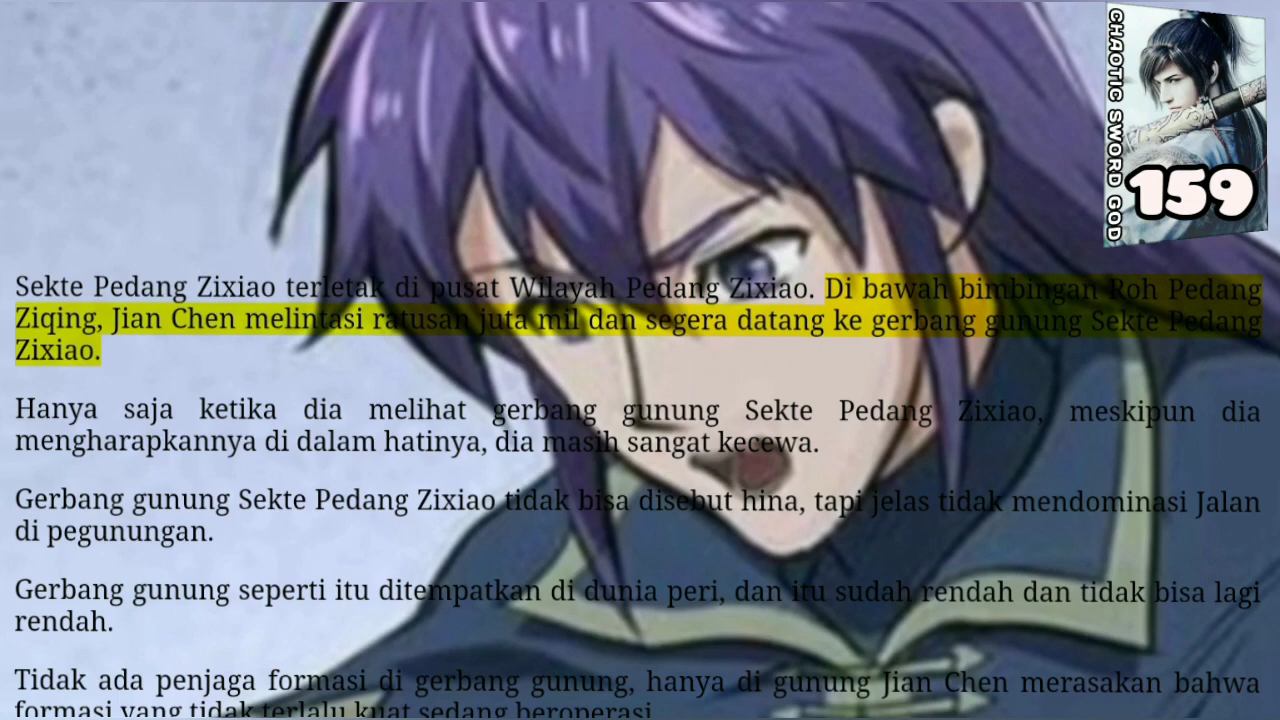 CHAOTIC SWORD GOD
159
Sekte Pedang Zixiao terletak di pusat Wilayah Pedang Zixiao. Di bawah bimbingan Roh Pedang
Ziqing, Jian Chen melintasi ratusan juta mil dan segera datang ke gerbang gunung Sekte Pedang
Zixiao.
Hanya saja ketika dia melihat gerbang gunung Sekte Pedang Zixiao, meskipun dia
mengharapkannya di dalam hatinya, dia masih sangat kecewa.
Gerbang gunung Sekte Pedang Zixiao tidak bisa disebut hina, tapi jelas tidak mendominasi Jalan
di pegunungan.
Gerbang gunung seperti itu ditempatkan di dunia peri, dan itu sudah rendah dan tidak bisa lagi
rendah.
Tidak ada penjaga formasi di gerbang gunung, hanya di gunung Jian Chen merasakan bahwa
formasi yang tidak terlalu kuat sedang beroperasi.